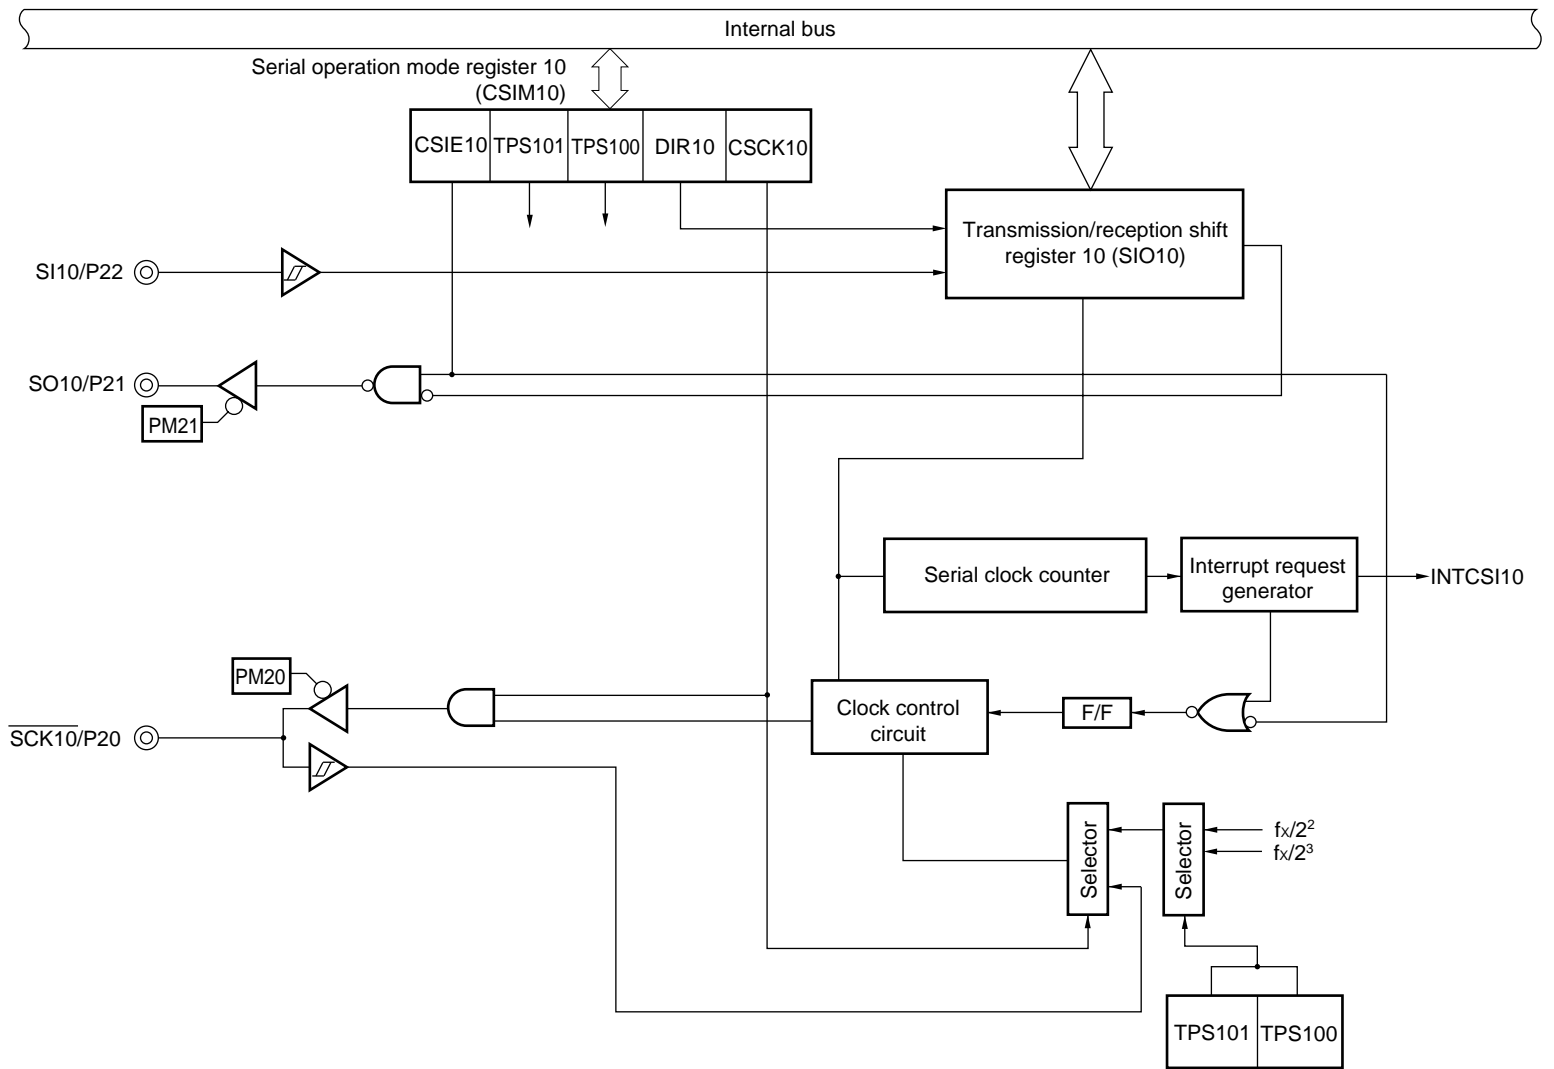 Internal bus
Serial operation mode register 10
(CSIM10)
CSIE10 TPS101 TPS100 DIR10 CSCK10
Transmission/reception shift
register 10 (SIO10)
SI10/P22
SO10/P21
PM21
Serial clock counter
Interrupt request
generator
INTCSI10
PM20
SCK10/P20
Clock control
circuit
F/F
Selector
Selector
fX/2²
fX/2³
TPS101 TPS100